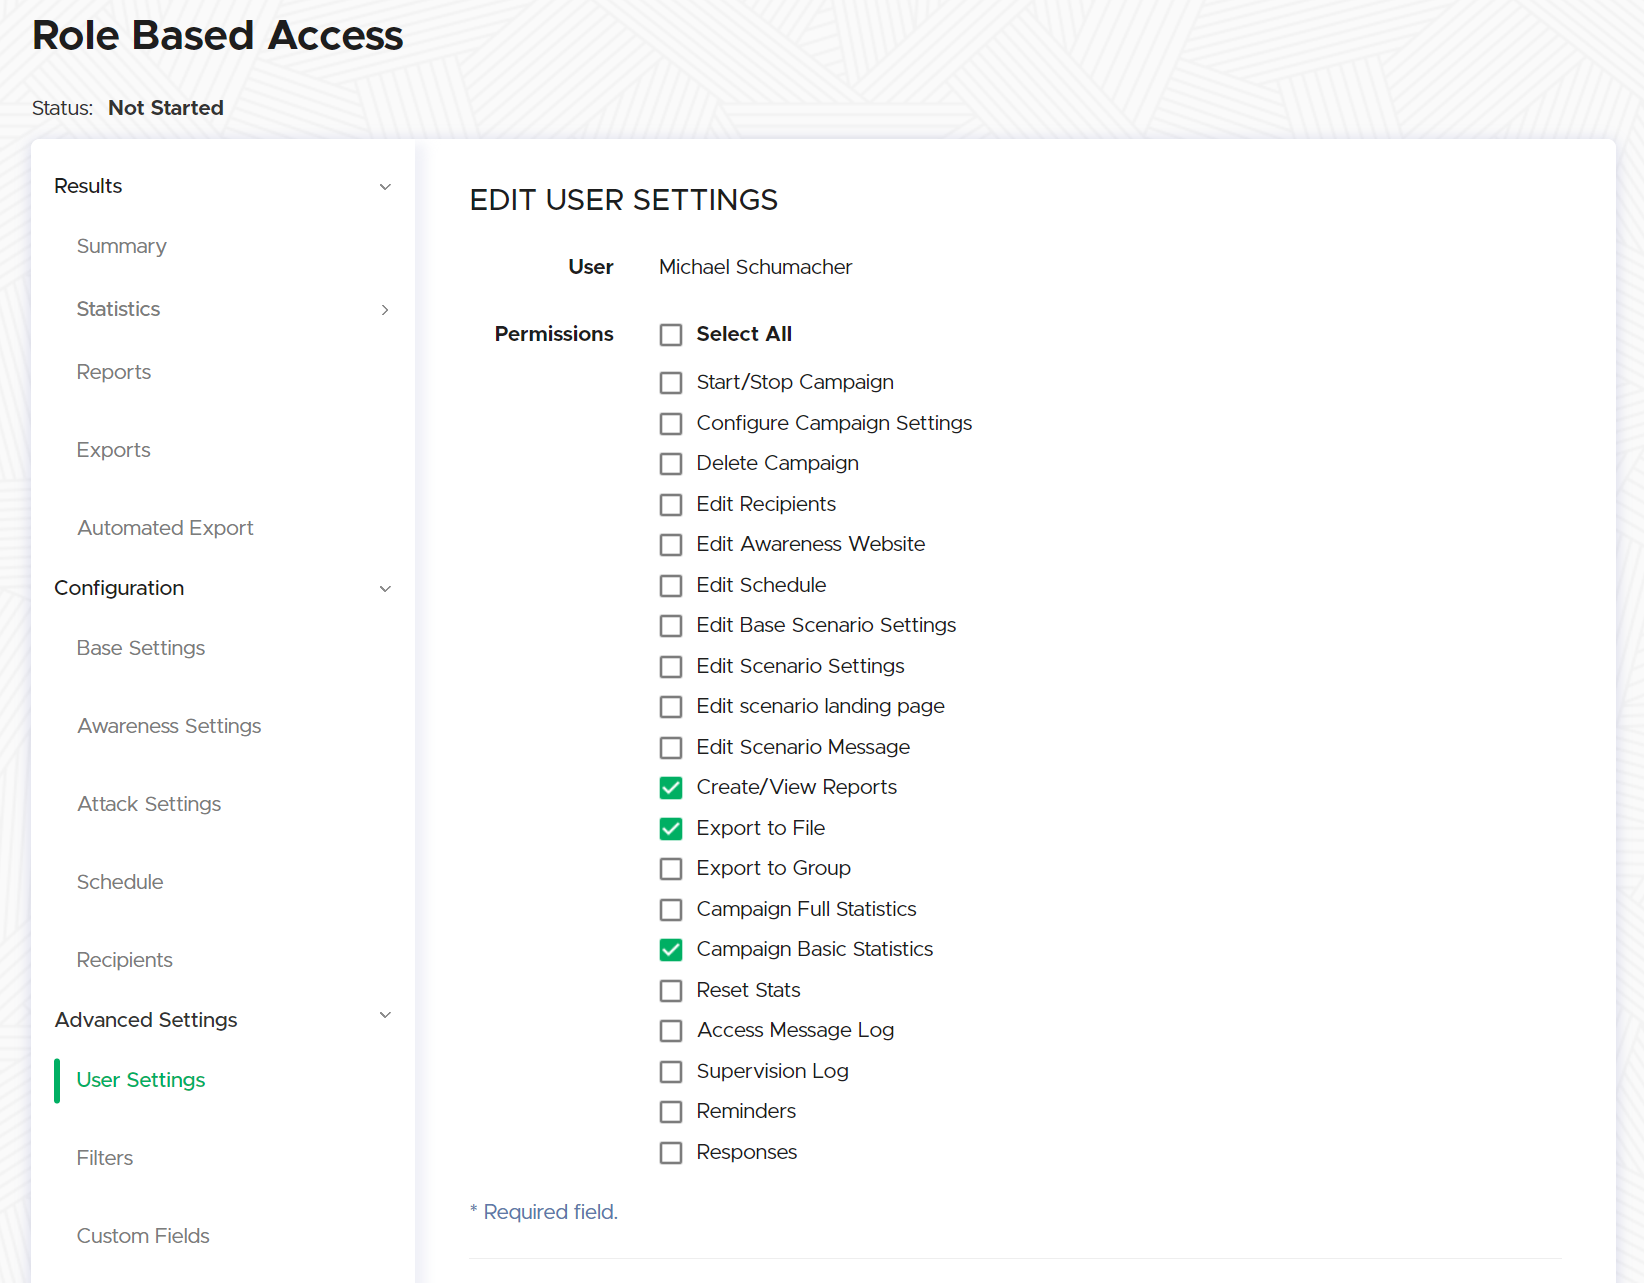 Role Based Access
Status: Not Started
Results
Summary
Statistics
Reports
Exports
Automated Export
Configuration
Base Settings
Awareness Settings
Attack Settings
Schedule
Recipients
Advanced Settings
User Settings
Filters
Custom Fields
EDIT USER SETTINGS
User Michael Schumacher
Permissions Select All
Start/Stop Campaign
Configure Campaign Settings
Delete Campaign
Edit Recipients
Edit Awareness Website
Edit Schedule
Edit Base Scenario Settings
Edit Scenario Settings
Edit scenario landing page
Edit Scenario Message
Create/View Reports
Export to File
Export to Group
Campaign Full Statistics
Campaign Basic Statistics
Reset Stats
Access Message Log
Supervision Log
Reminders
Responses
* Required field.